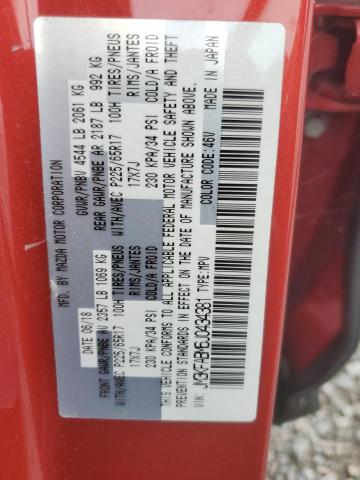 MFD. BY MAZDA MOTOR CORPORATION
DATE 06/18 GVWR/PNBV 4544 LB 2061 KG
FRONT GAWR/PNBE AV 2357 LB 1069 KG REAR GAWR/PNBE AR 2187 LB 992 KG
WITH/AVEC P225/65R17 100H TIRES/PNEUS WITH/AVEC P225/65R17 100H TIRES/PNEUS
17X7J RIMS/JANTES 17X7J RIMS/JANTES
230 KPA/34 PSI COLD/A FROID 230 KPA/34 PSI COLD/A FROID
THIS VEHICLE CONFORMS TO ALL APPLICABLE FEDERAL MOTOR VEHICLE SAFETY AND THEFT
PREVENTION STANDARDS IN EFFECT ON THE DATE OF MANUFACTURE SHOWN ABOVE.
MADE IN JAPAN
VIN: JM3KFABM6J0434381 TYPE: MPV COLOR CODE: 46V